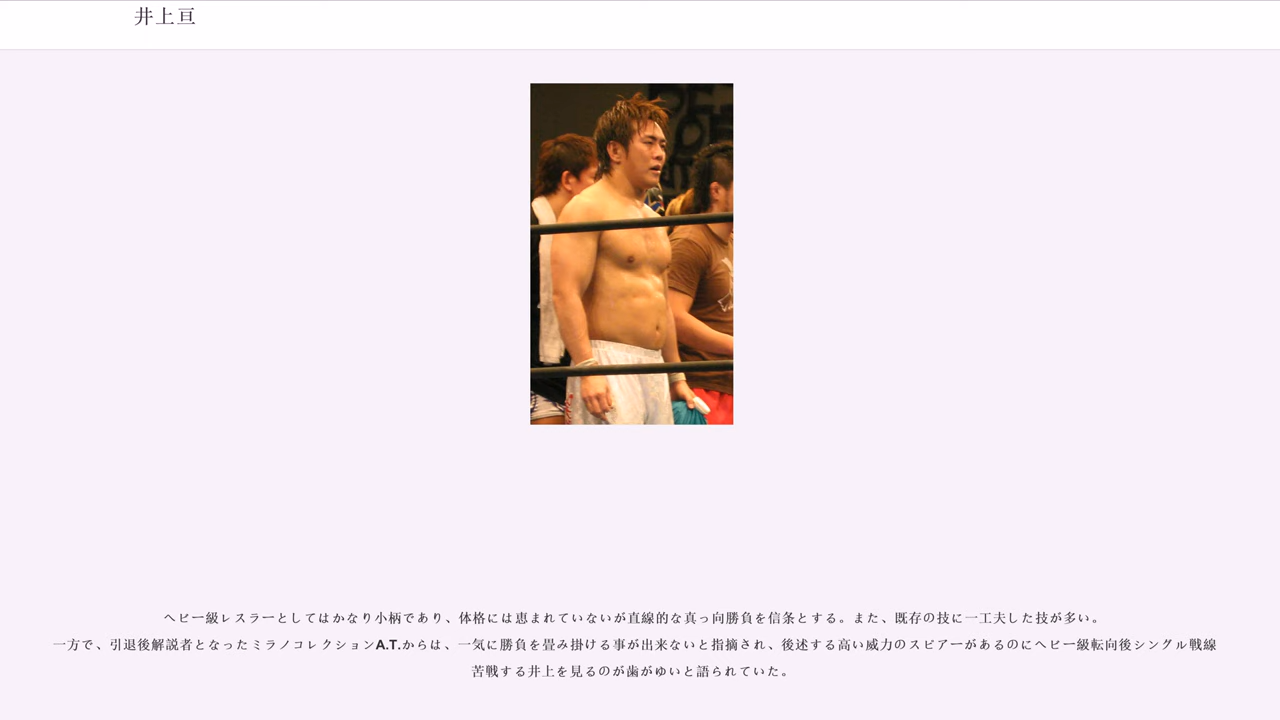 井上亘
ヘビー級レスラーとしてはかなり小柄であり、体格には恵まれていないが直線的な真っ向勝負を信条とする。また、既存の技に一工夫した技が多い。
一方で、引退後解説者となったミラノコレクションA.T.からは、一気に勝負を畳み掛ける事が出来ないと指摘され、後述する高い威力のスピアーがあるのにヘビー級転向後シングル戦線
苦戦する井上を見るのが歯がゆいと語られていた。